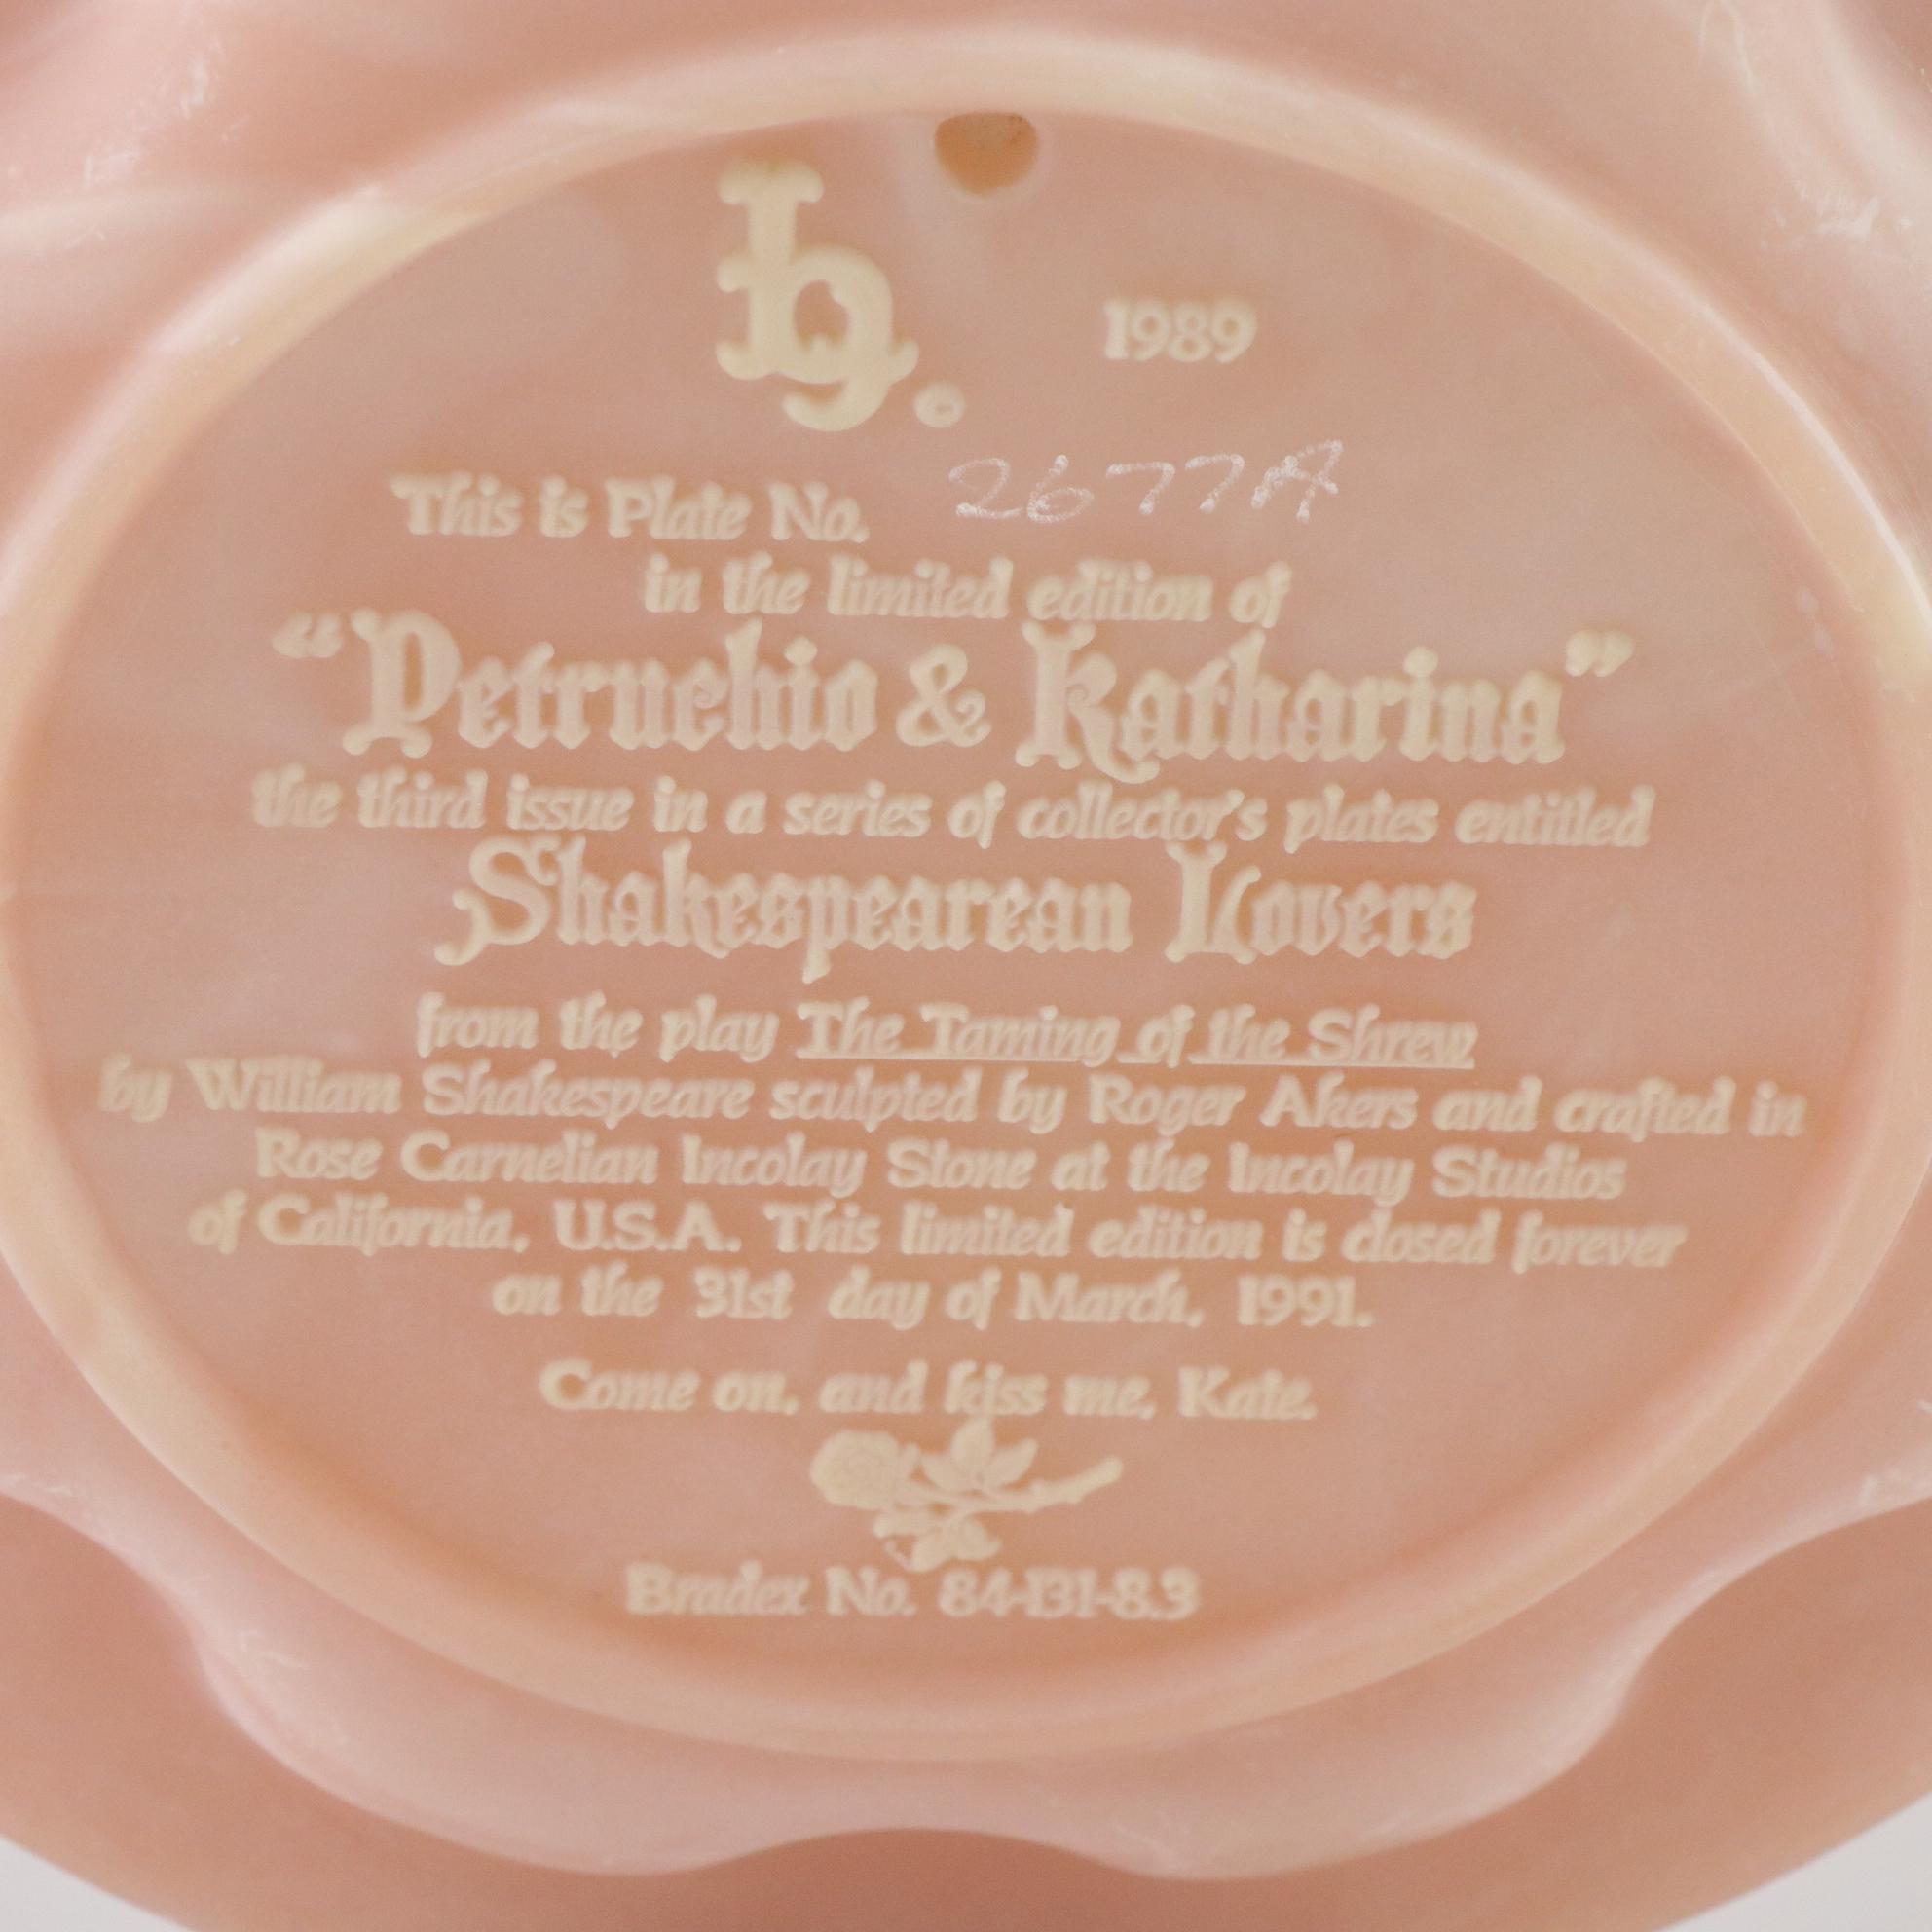 © 1989
This is Plate No. 2677A
in the limited edition of
“Petruchio & Katharina”
the third issue in a series of collector's plates entitled
Shakespearean Lovers
from the play The Taming of the Shrew
by William Shakespeare sculpted by Roger Akers and crafted in
Rose Carnelian Incolay Stone at the Incolay Studios
of California, U.S.A. This limited edition is closed forever
on the 31st day of March, 1991.
Come on, and kiss me, Kate.
Bradex No. 84-131-8.3